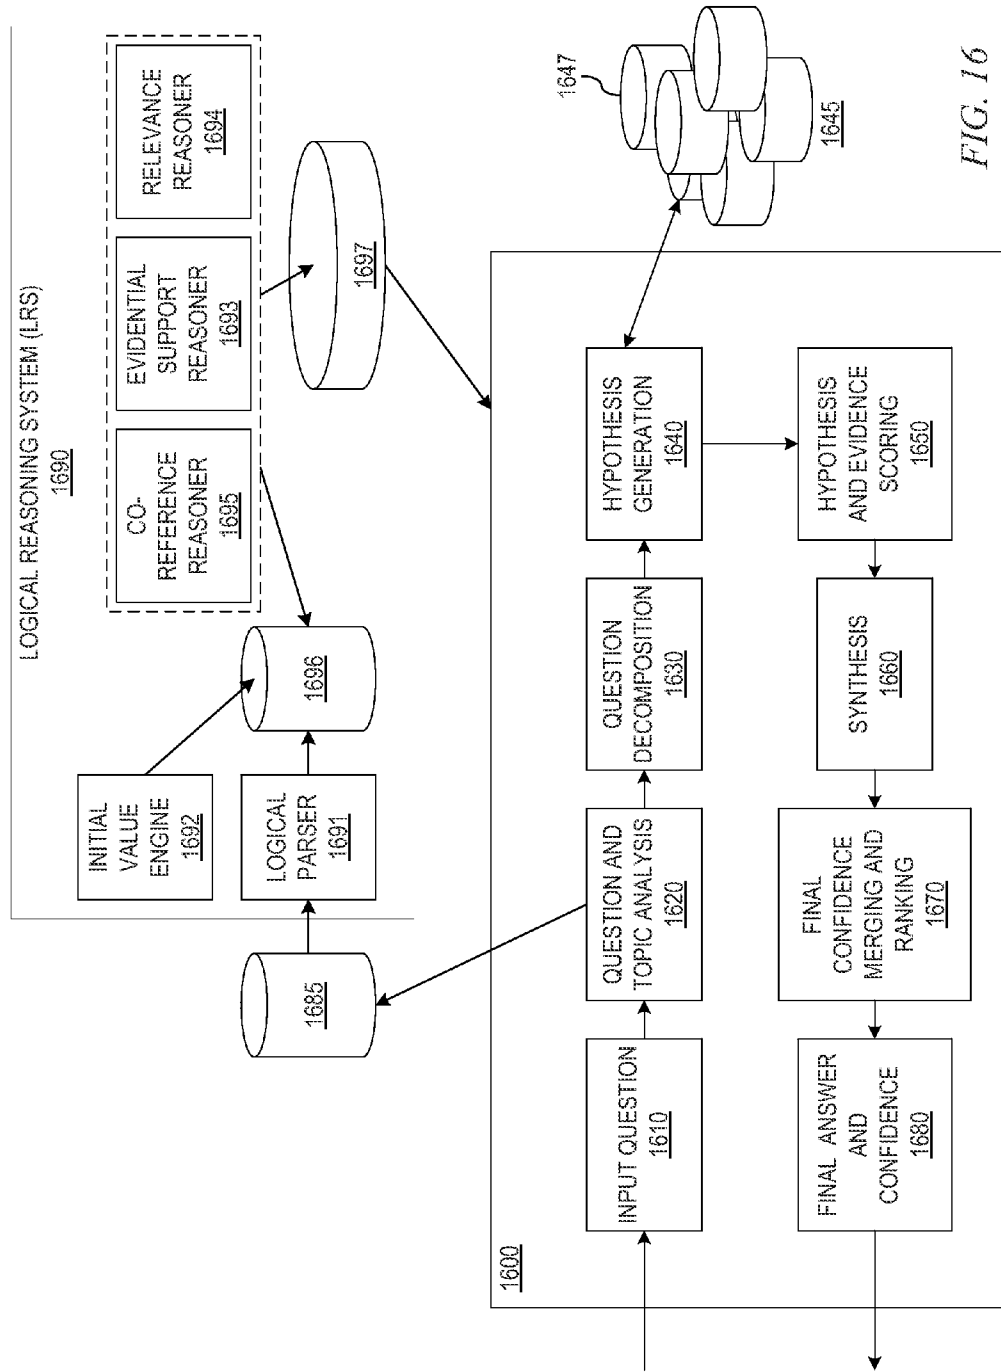 LOGICAL REASONING SYSTEM (LRS)
1690
INITIAL
VALUE
ENGINE
1692
LOGICAL
PARSER
1691
1685
1696
CO-
REFERENCE
REASONER
1695
EVIDENTIAL
SUPPORT
REASONER
1693
RELEVANCE
REASONER
1694
1697
1600
INPUT QUESTION
1610
QUESTION AND
TOPIC ANALYSIS
1620
QUESTION
DECOMPOSITION
1630
HYPOTHESIS
GENERATION
1640
1647
1645
FINAL ANSWER
AND
CONFIDENCE
1680
FINAL
CONFIDENCE
MERGING AND
RANKING
1670
SYNTHESIS
1660
HYPOTHESIS
AND EVIDENCE
SCORING
1650
FIG. 16